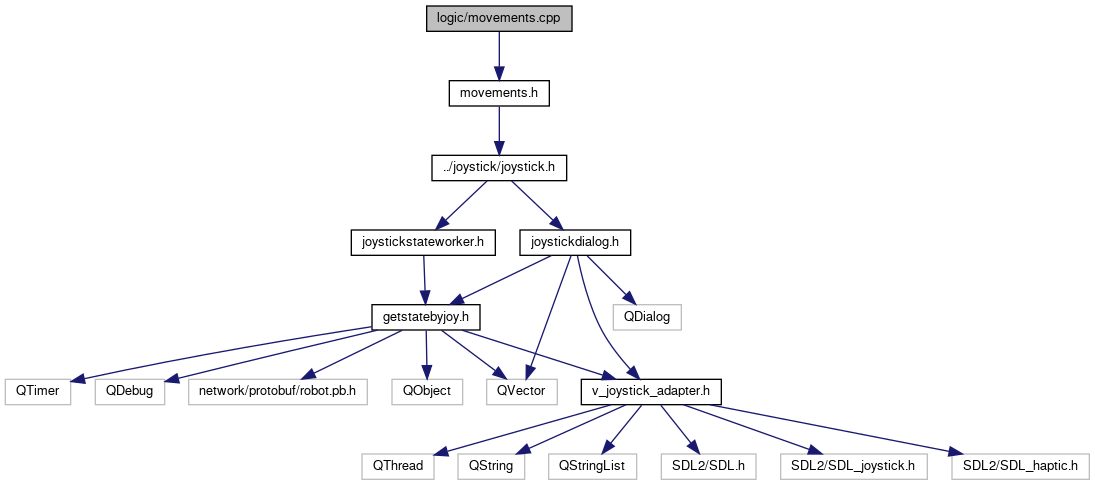 logic/movements.cpp
movements.h
../joystick/joystick.h
joystickstateworker.h
joystickdialog.h
getstatebyjoy.h
QDialog
QTimer
QDebug
network/protobuf/robot.pb.h
QObject
QVector
v_joystick_adapter.h
QThread
QString
QStringList
SDL2/SDL.h
SDL2/SDL_joystick.h
SDL2/SDL_haptic.h